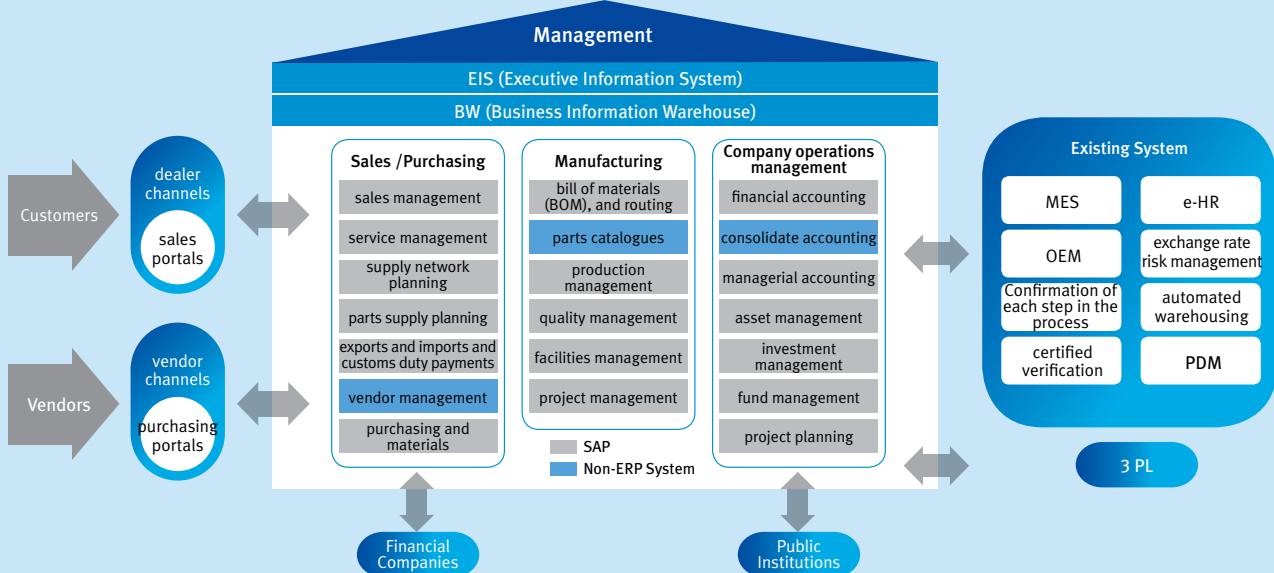 Management
EIS (Executive Information System)
BW (Business Information Warehouse)
Customers
dealer
channels
sales
portals
Vendors
vendor
channels
purchasing
portals
Sales /Purchasing
sales management
service management
supply network
planning
parts supply planning
exports and imports and
customs duty payments
vendor management
purchasing and
materials
Manufacturing
bill of materials
(BOM), and routing
parts catalogues
production
management
quality management
facilities management
project management
SAP
Non-ERP System
Company operations
management
financial accounting
consolidate accounting
managerial accounting
asset management
investment
management
fund management
project planning
Existing System
MES
e-HR
OEM
exchange rate
risk management
Confirmation of
each step in the
process
automated
warehousing
certified
verification
PDM
3 PL
Financial
Companies
Public
Institutions